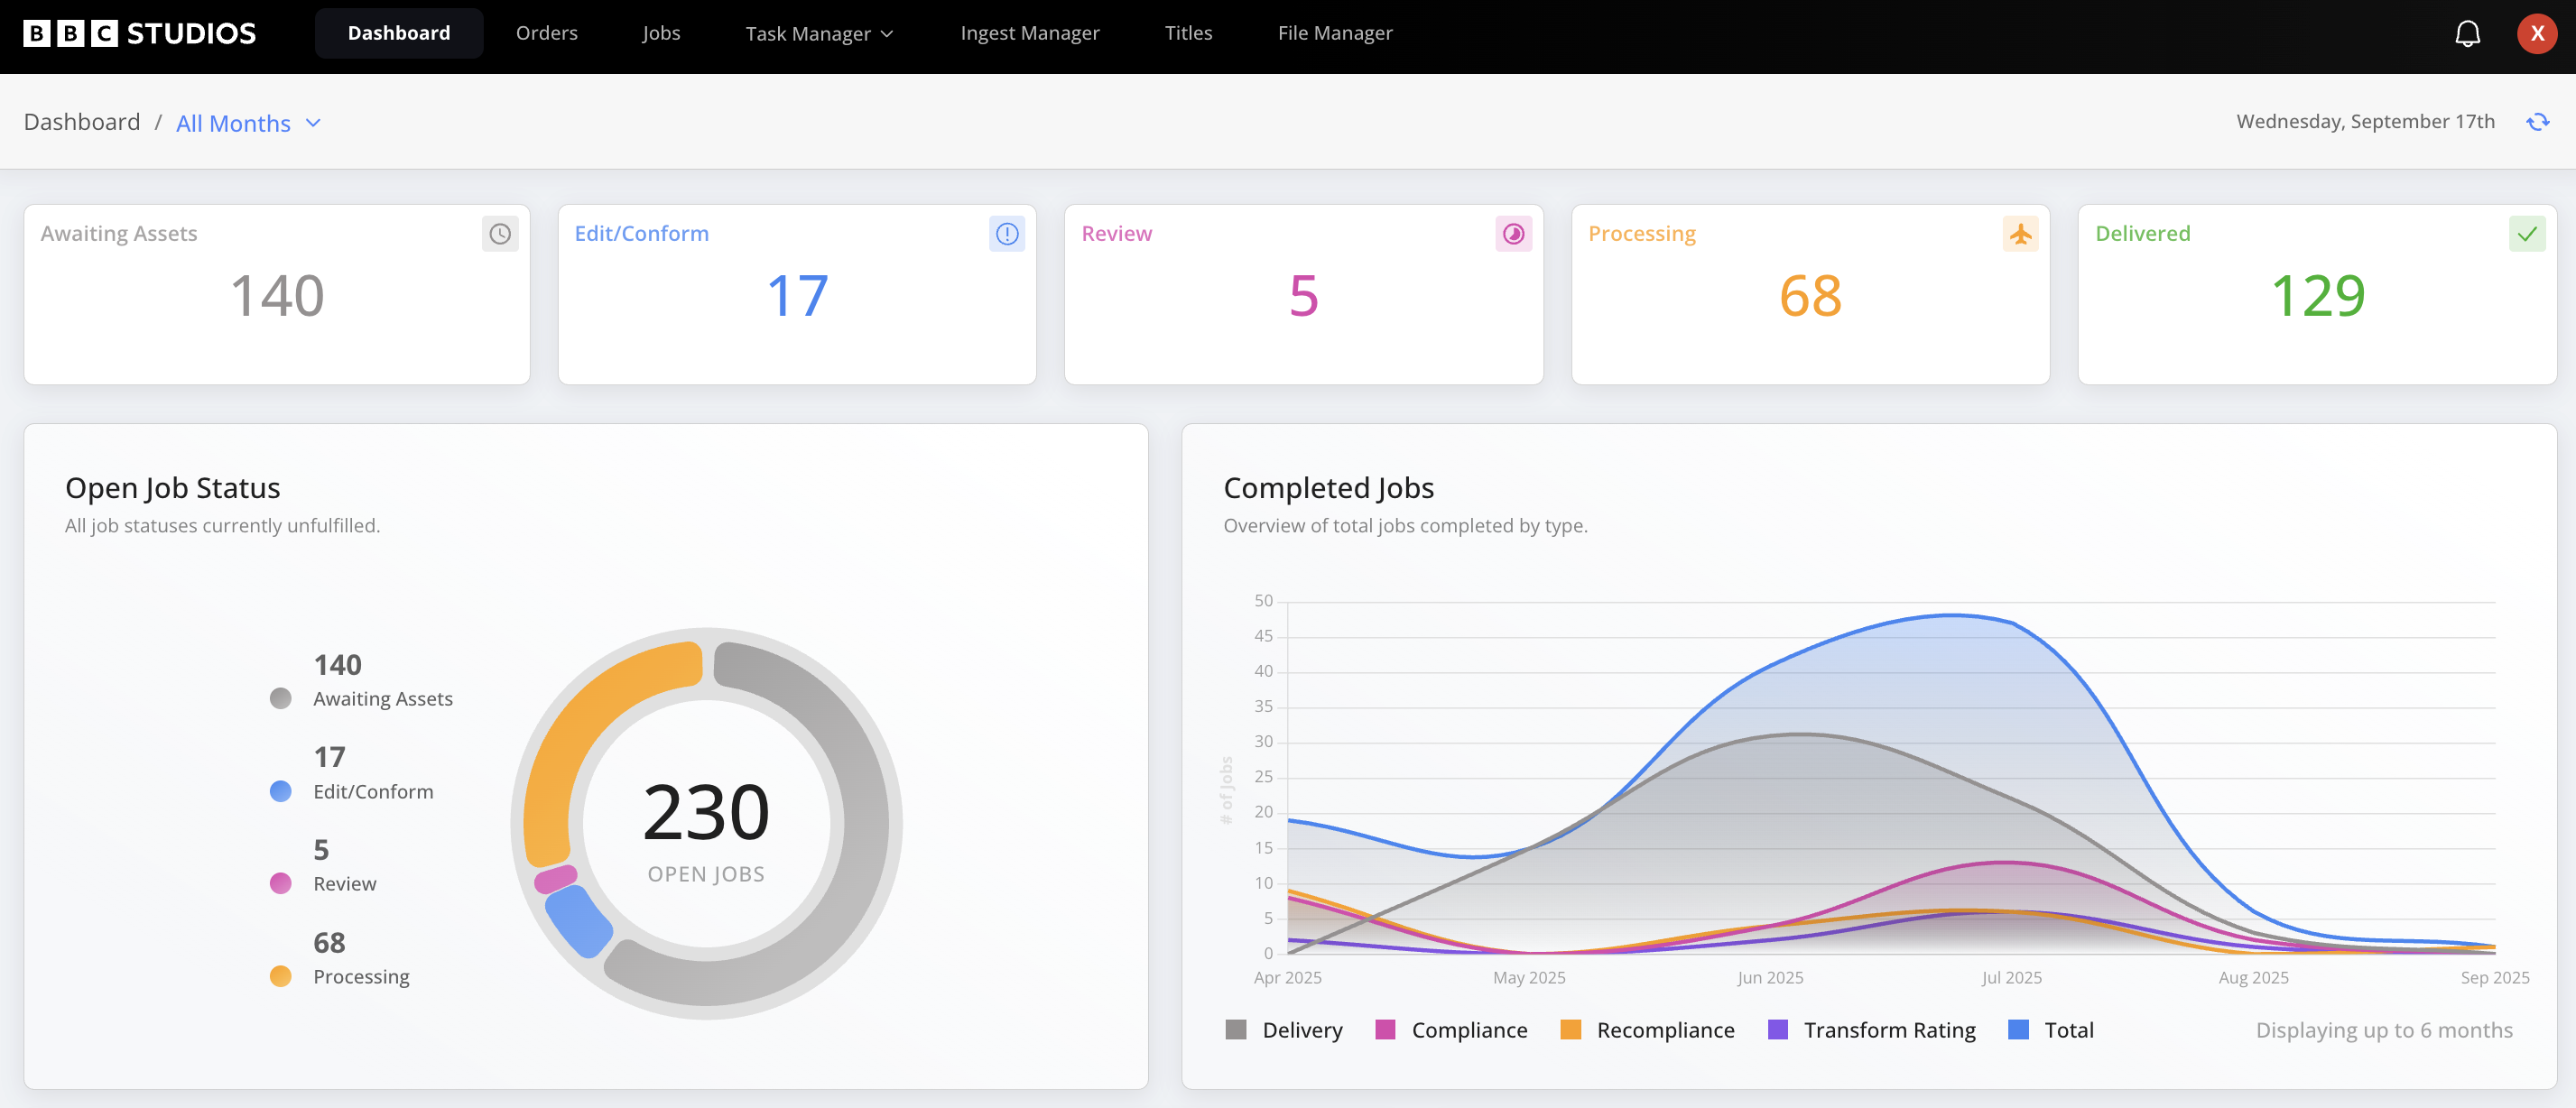 BBC STUDIOS
Dashboard
Orders
Jobs
Task Manager
Ingest Manager
Titles
File Manager
X
Dashboard / All Months
Wednesday, September 17th
Awaiting Assets
140
Edit/Conform
17
Review
5
Processing
68
Delivered
129
Open Job Status
All job statuses currently unfulfilled.
140
Awaiting Assets
17
Edit/Conform
5
Review
68
Processing
230
OPEN JOBS
Completed Jobs
Overview of total jobs completed by type.
# of Jobs
50
45
40
35
30
25
20
15
10
5
0
Apr 2025
May 2025
Jun 2025
Jul 2025
Aug 2025
Sep 2025
Delivery
Compliance
Recompliance
Transform Rating
Total
Displaying up to 6 months